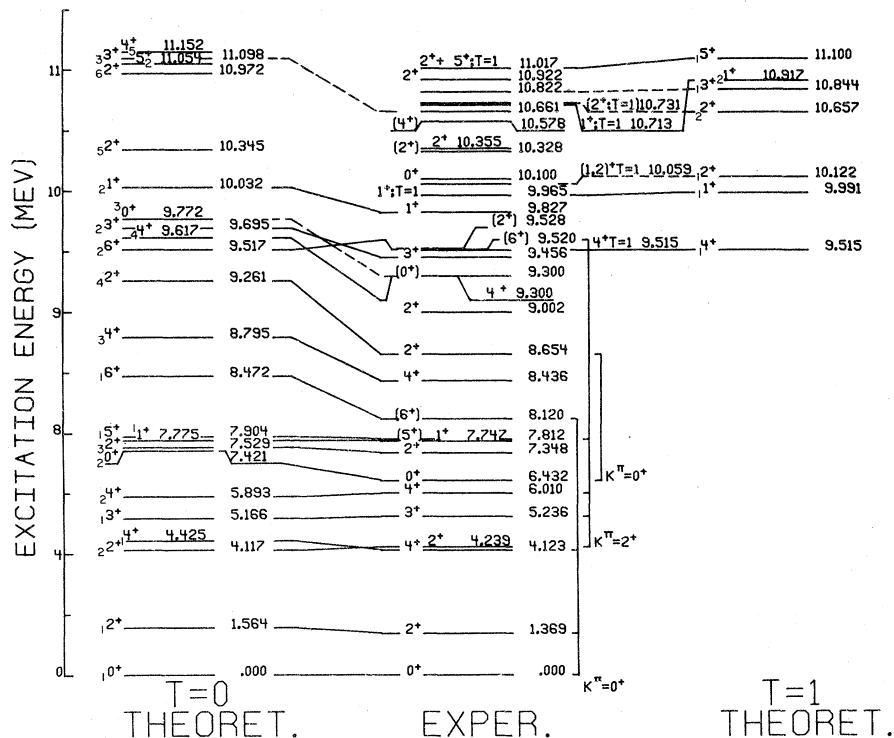 EXCITATION ENERGY (MEV)
11
10
9
8
4
0
4+ 11.152
5
3 3+ 5+ 11.054 2 11.098
6 2+ 10.972
5 2+ 10.345
2 1+ 10.032
3 0+ 9.772
2 3+ 9.695
4 4+ 9.617
2 6+ 9.517
4 2+ 9.261
3 4+ 8.795
1 6+ 8.472
1 5+ 1 1+ 7.775 7.904
3 2+ 7.529
2 0+ 7.421
2 4+ 5.893
1 3+ 5.166
1 4+ 4.425
2 2+ 4.117
1 2+ 1.564
1 0+ .000
T=0
THEORET.
2+ + 5+;T=1 11.017
2+ 10.922
10.822
10.661 (2+;T=1) 10.731
(4+) 10.578 1+;T=1 10.713
(2+) 2+ 10.355 10.328
0+ 10.100 (1,2)+T=1 10.059
1+;T=1 9.965
1+ 9.827
(2+) 9.528
(6+) 9.520 4+T=1 9.515
3+ 9.456
(0+) 9.300
4+ 9.300
2+ 9.002
2+ 8.654
4+ 8.436
(6+) 8.120
(5+) 1+ 7.747 7.812
2+ 7.348
0+ 6.432
4+ 6.010
3+ 5.236
4+ 2+ 4.239 4.123
2+ 1.369
0+ .000
Kπ=0+
Kπ=2+
Kπ=0+
EXPER.
1 5+ 11.100
2 1+ 10.917
1 3+ 10.844
2 2+ 10.657
1 2+ 10.122
1 1+ 9.991
1 4+ 9.515
T=1
THEORET.